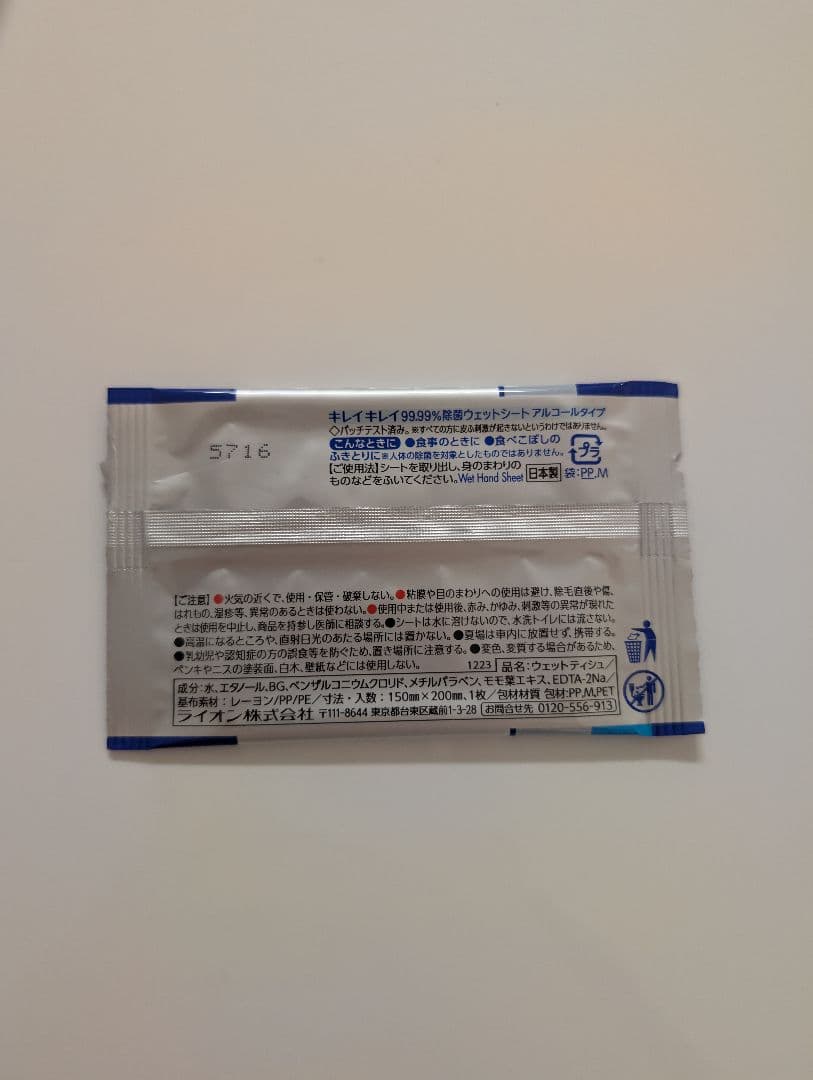 キレイキレイ99.99%除菌ウェットシート アルコールタイプ
◇パッチテスト済み。※すべての方に皮ふ刺激が起きないというわけではありません。
こんなときに ●食事のときに ●食べこぼしの
ふきとりに※人体の除菌を対象としたものではありません。
プラ
【ご使用法】シートを取り出し、身のまわりの
ものなどをふいてください。Wet Hand Sheet 日本製 袋:PP,M
5716
【ご注意】●火気の近くで、使用・保管・破棄しない。●粘膜や目のまわりへの使用は避け、除毛直後や、傷、
はれもの、湿疹等、異常のあるときは使わない。●使用中または使用後、赤み、かゆみ、刺激等の異常が現れた
ときは使用を中止し、商品を持参し医師に相談する。●シートは水に溶けないので、水洗トイレには流さない。
●高温になるところや、直射日光のあたる場所には置かない。●夏場は車内に放置せず、携帯する。
●乳幼児や認知症の方の誤食等を防ぐため、置き場所に注意する。●変色、変質する場合があるため、
ペンキやニスの塗装面、白木、壁紙などには使用しない。 1223 品名:ウェットティシュ/
成分:水、エタノール、BG、ベンザルコニウムクロリド、メチルパラベン、モモ葉エキス、EDTA-2Na/
基布素材:レーヨン/PP/PE/寸法・入数:150mm×200mm、1枚/包材材質 包材:PP,M,PET
ライオン株式会社 〒111-8644 東京都台東区蔵前1-3-28 お問合せ先 0120-556-913